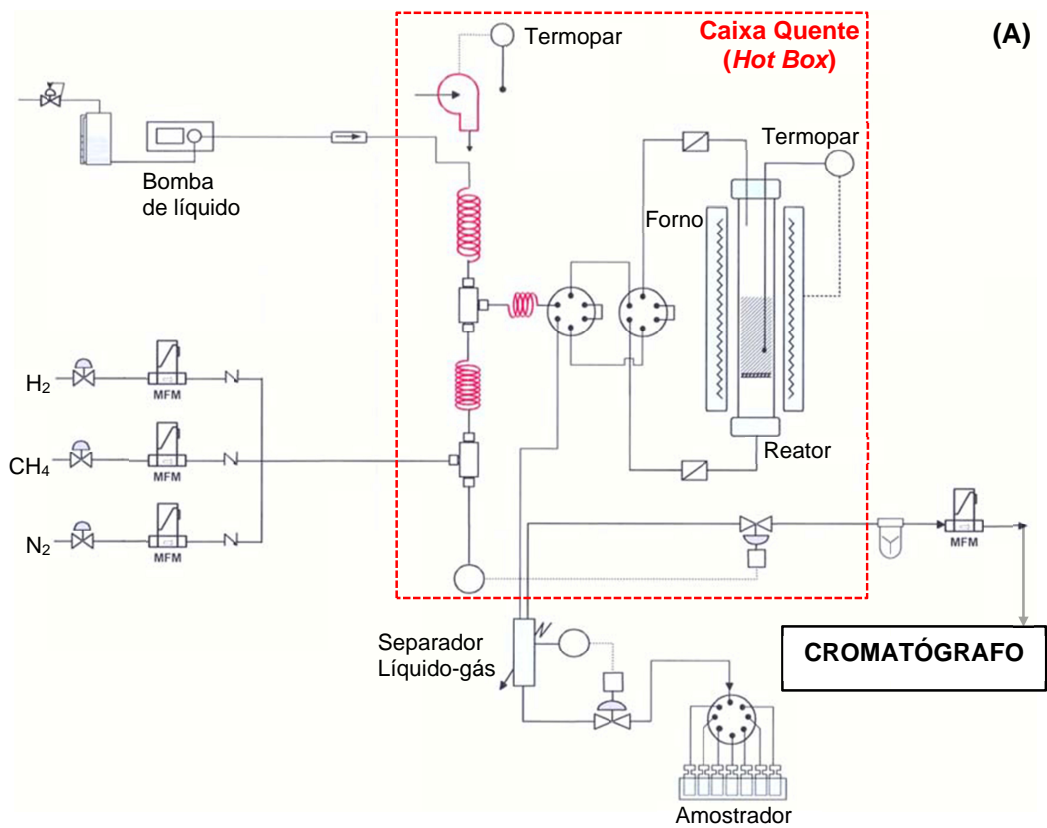 Termopar
Caixa Quente
(Hot Box)
(A)
Bomba
de líquido
Termopar
Forno
H2
MFM
CH4
MFM
N2
MFM
Reator
MFM
Separador
Líquido-gás
CROMATÓGRAFO
Amostrador